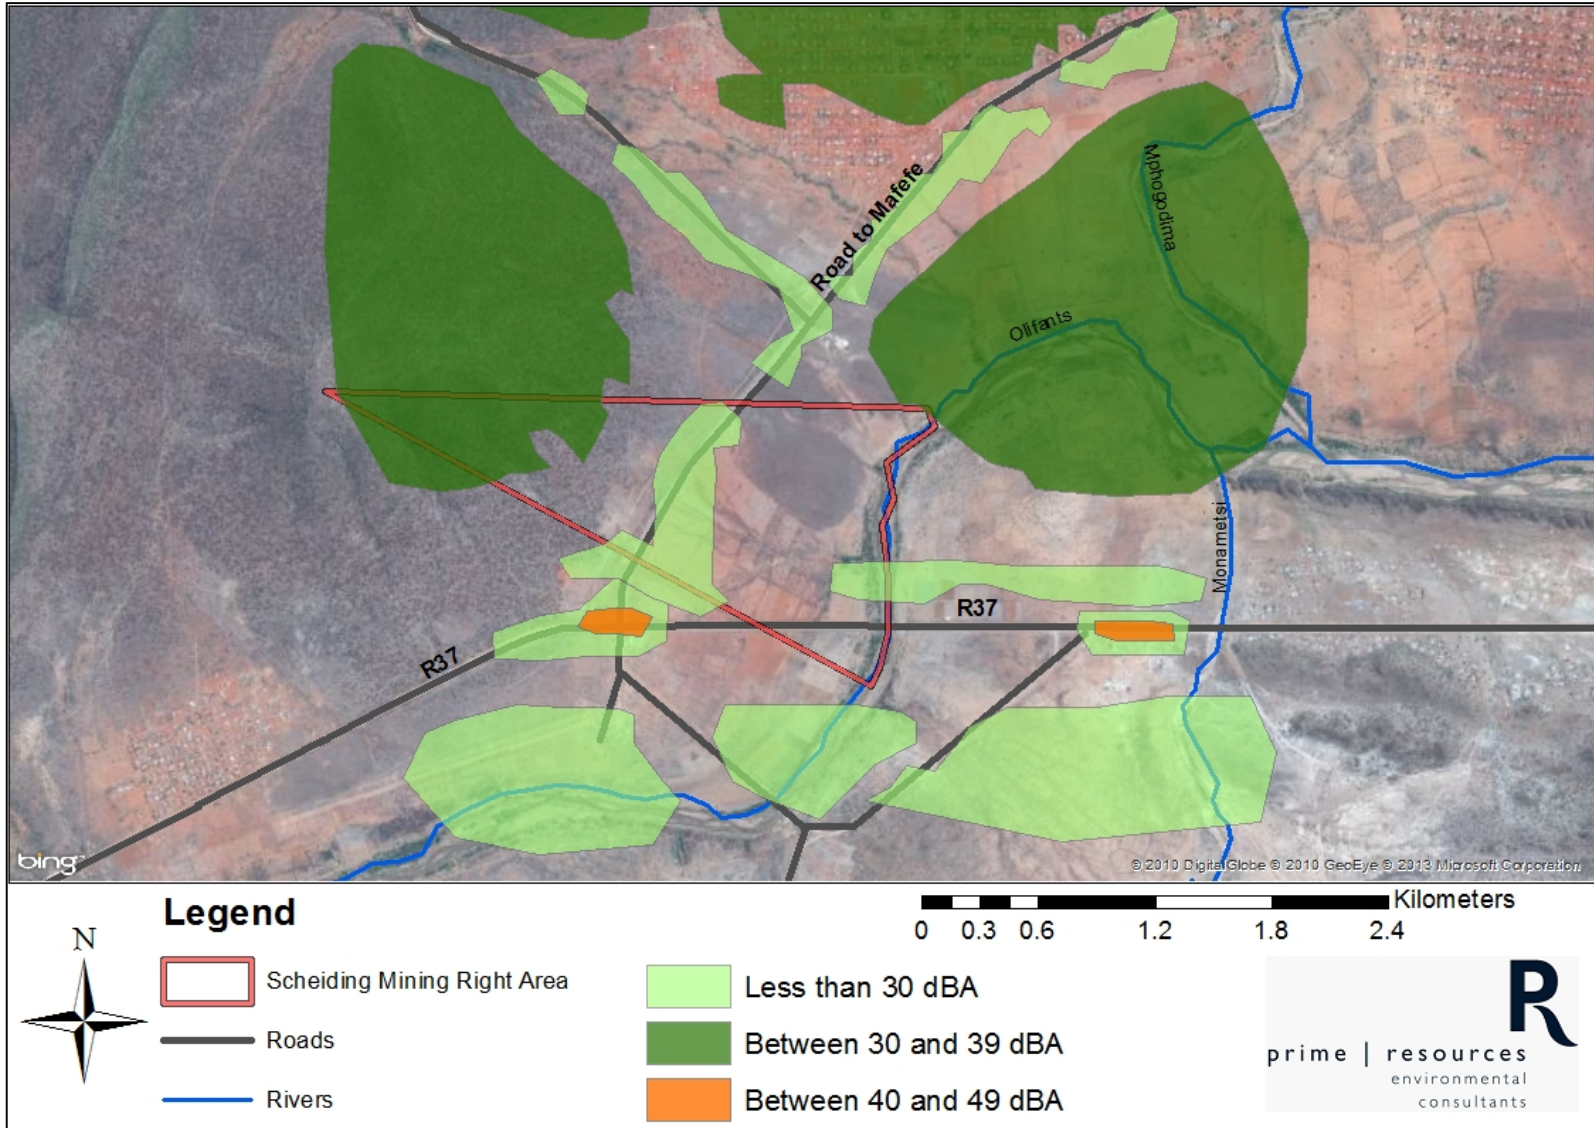 Road to Mafefe
Mphogodima
Olifants
Monametsi
R37
R37
bing
© 2010 DigitalGlobe © 2010 GeoEye © 2013 Microsoft Corporation
Legend
N
Scheiding Mining Right Area
Roads
Rivers
Less than 30 dBA
Between 30 and 39 dBA
Between 40 and 49 dBA
Kilometers
0 0.3 0.6 1.2 1.8 2.4
R
prime | resources
environmental
consultants